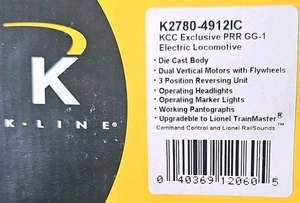 K
K-LINE®
K2780-4912IC
KCC Exclusive PRR GG-1
Electric Locomotive
• Die Cast Body
• Dual Vertical Motors with Flywheels
• 3 Position Reversing Unit
• Operating Headlights
• Operating Marker Lights
• Working Pantographs
• Upgradeble to Lionel TrainMaster®
Command Control and Lionel RailSounds™
0 40369 12060 5